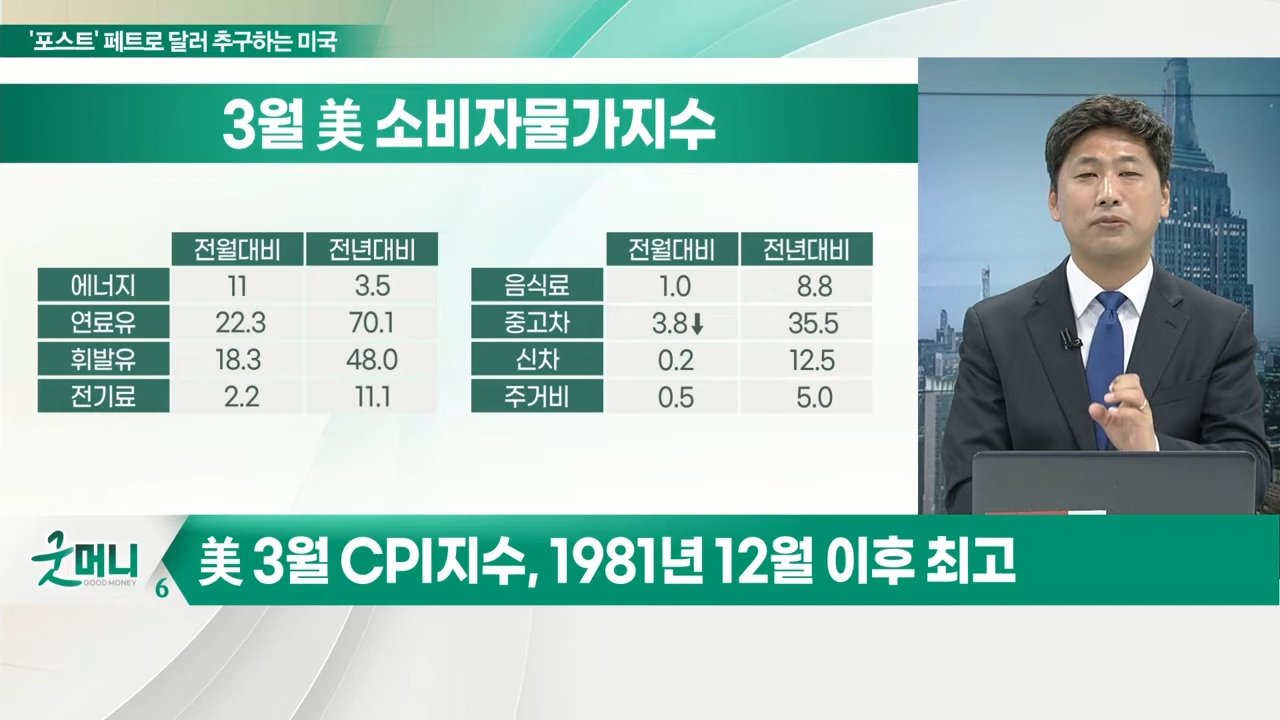 '포스트' 페트로 달러 추구하는 미국
3월 美 소비자물가지수
전월대비 전년대비
에너지 11 3.5
연료유 22.3 70.1
휘발유 18.3 48.0
전기료 2.2 11.1
전월대비 전년대비
음식료 1.0 8.8
중고차 3.8⬇ 35.5
신차 0.2 12.5
주거비 0.5 5.0
굿머니
GOOD MONEY
6
美 3월 CPI지수, 1981년 12월 이후 최고